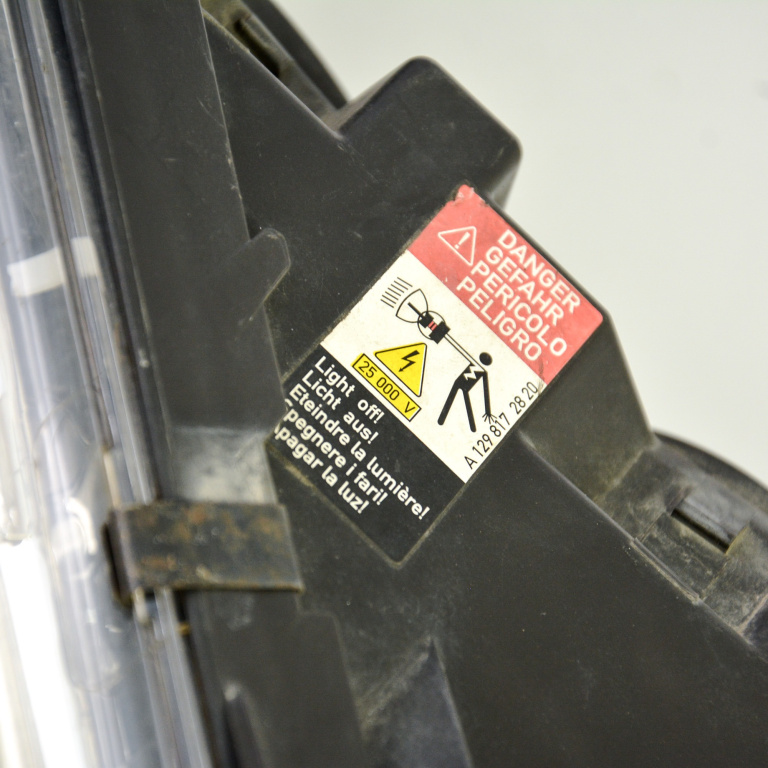 DANGER
GEFAHR
PERICOLO
PELIGRO
25 000 V
A 129 817 28 20
Light off!
Licht aus!
Eteindre la lumière!
Spegnere i fari!
Apagar la luz!